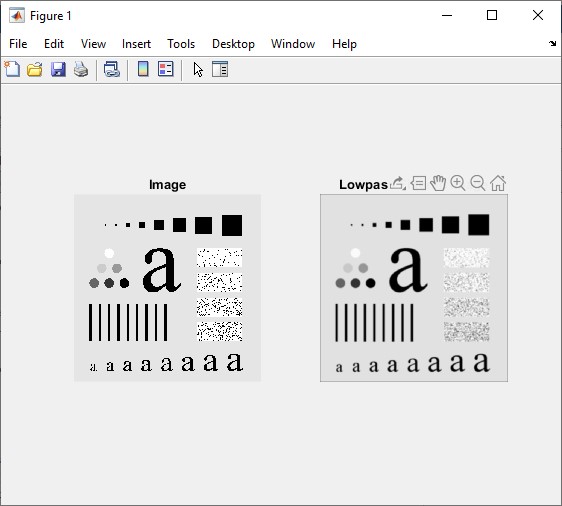 Figure 1
File Edit View Insert Tools Desktop Window Help
Image
Lowpas
a
a
a a a a a a a a
a a a a a a a a